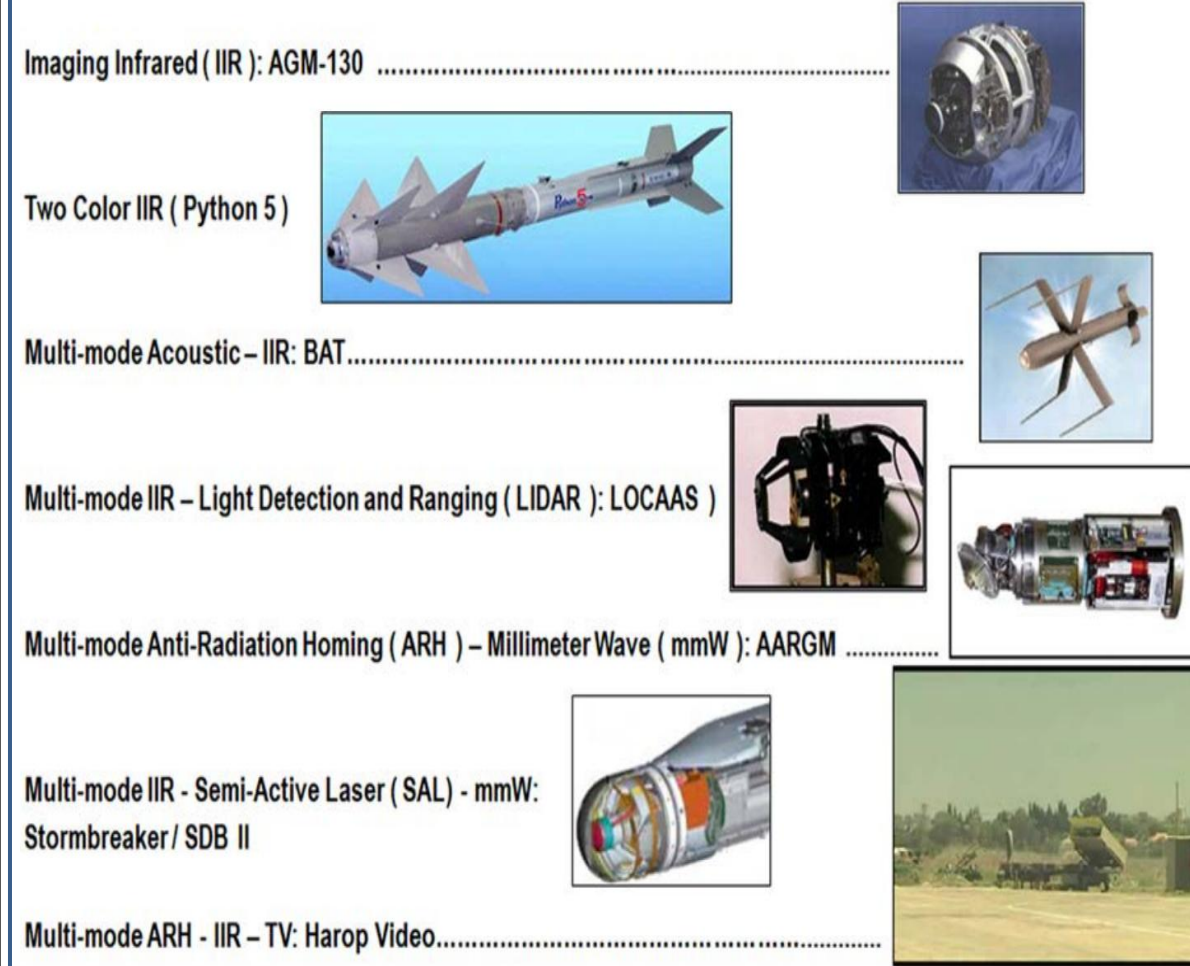 Imaging Infrared ( IIR ): AGM-130 ................................................................
Two Color IIR ( Python 5 )
Python 5
Multi-mode Acoustic – IIR: BAT................................................................................
Multi-mode IIR – Light Detection and Ranging ( LIDAR ): LOCAAS )
Multi-mode Anti-Radiation Homing ( ARH ) – Millimeter Wave ( mmW ): AARGM ..............
Multi-mode IIR - Semi-Active Laser ( SAL) - mmW:
Stormbreaker / SDB II
Multi-mode ARH - IIR – TV: Harop Video..........................................................